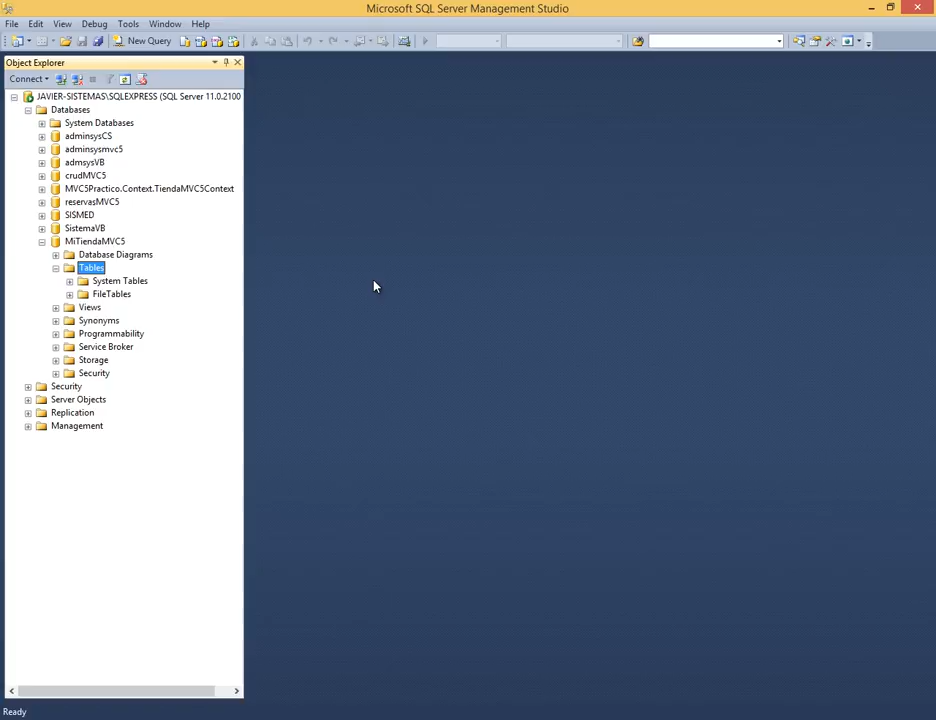 Microsoft SQL Server Management Studio
File Edit View Debug Tools Window Help
New Query
Object Explorer
Connect
JAVIER-SISTEMAS\SQLEXPRESS (SQL Server 11.0.2100
Databases
System Databases
adminsysCS
adminsysmvc5
admsysVB
crudMVC5
MVC5Practico.Context.TiendaMVC5Context
reservasMVC5
SISMED
SistemaVB
MiTiendaMVC5
Database Diagrams
Tables
System Tables
FileTables
Views
Synonyms
Programmability
Service Broker
Storage
Security
Security
Server Objects
Replication
Management
Ready